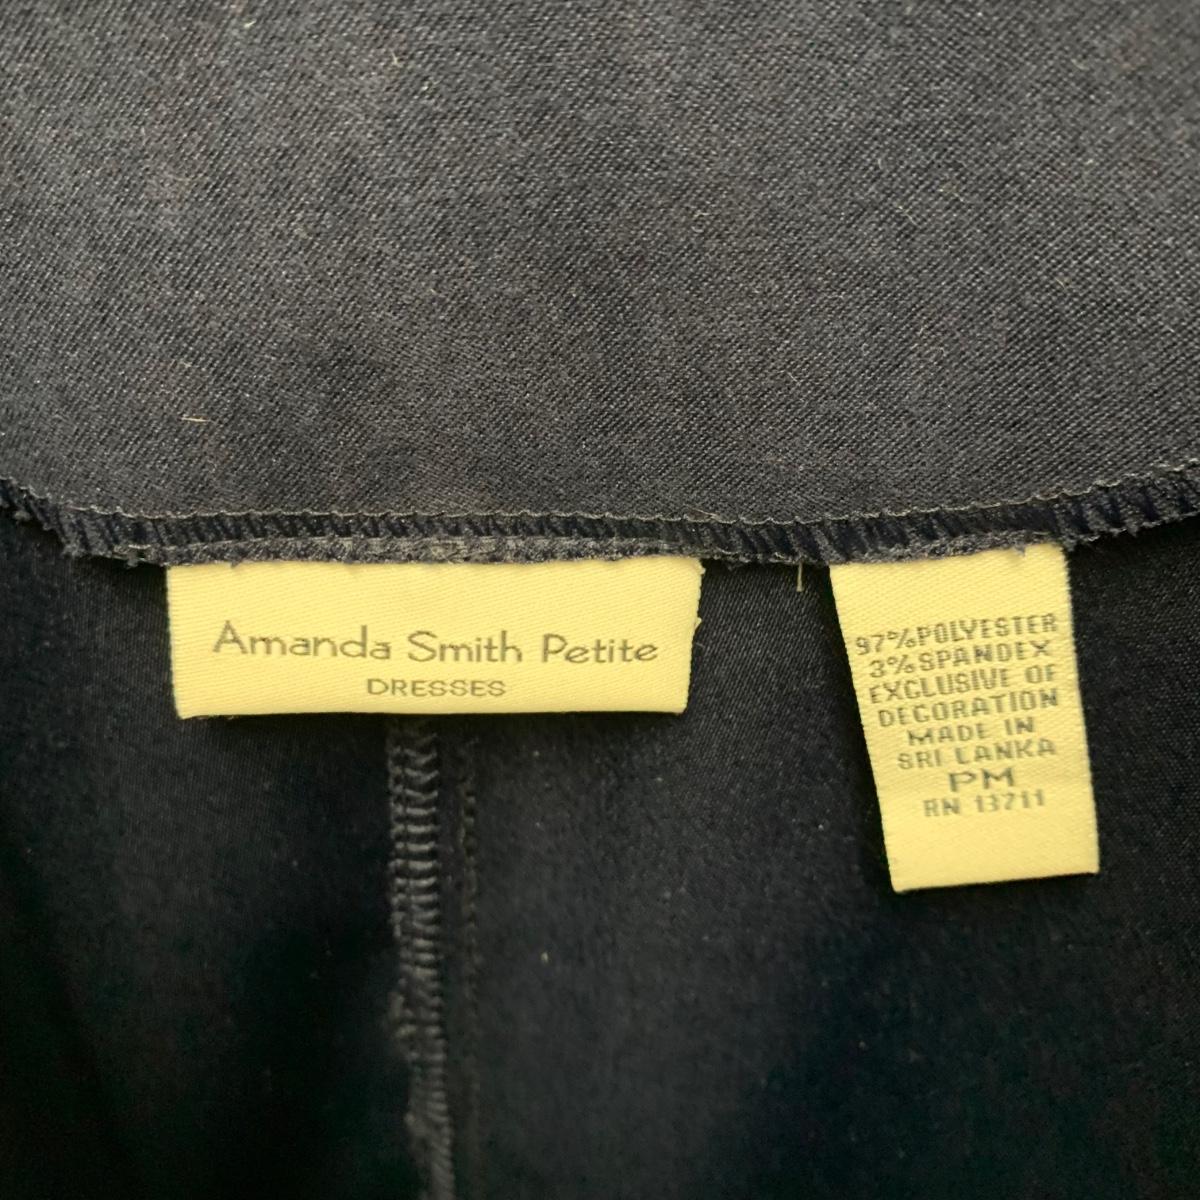 Amanda Smith Petite
DRESSES
97%POLYESTER
3%SPANDEX
EXCLUSIVE OF
DECORATION
MADE IN
SRI LANKA
PM
RN 13711